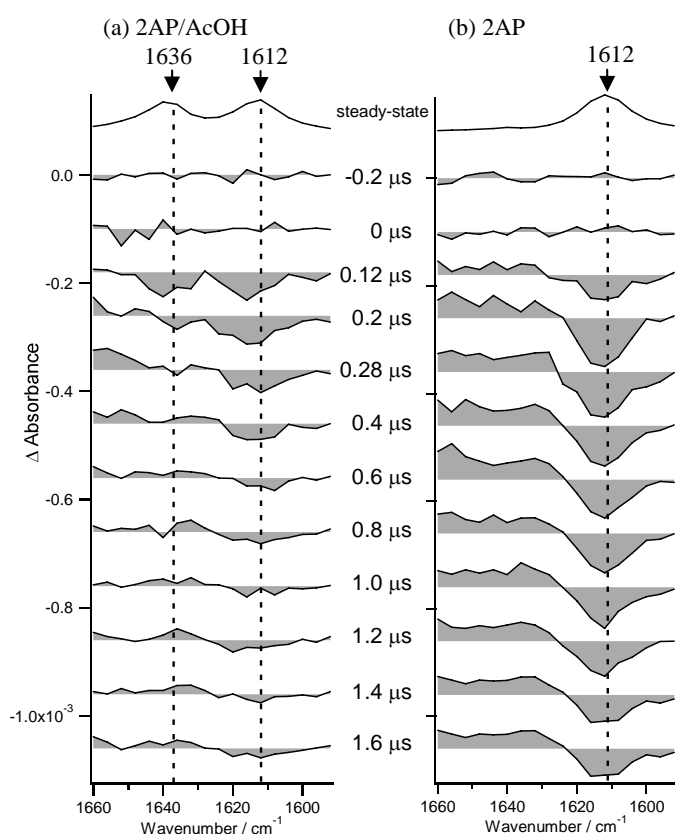 (a) 2AP/AcOH
(b) 2AP
1636 1612
1612
steady-state
0.0
-0.2
-0.4
-0.6
-0.8
-1.0x10⁻³
Δ Absorbance
-0.2 μs
0 μs
0.12 μs
0.2 μs
0.28 μs
0.4 μs
0.6 μs
0.8 μs
1.0 μs
1.2 μs
1.4 μs
1.6 μs
1660 1640 1620 1600
Wavenumber / cm⁻¹
1660 1640 1620 1600
Wavenumber / cm⁻¹